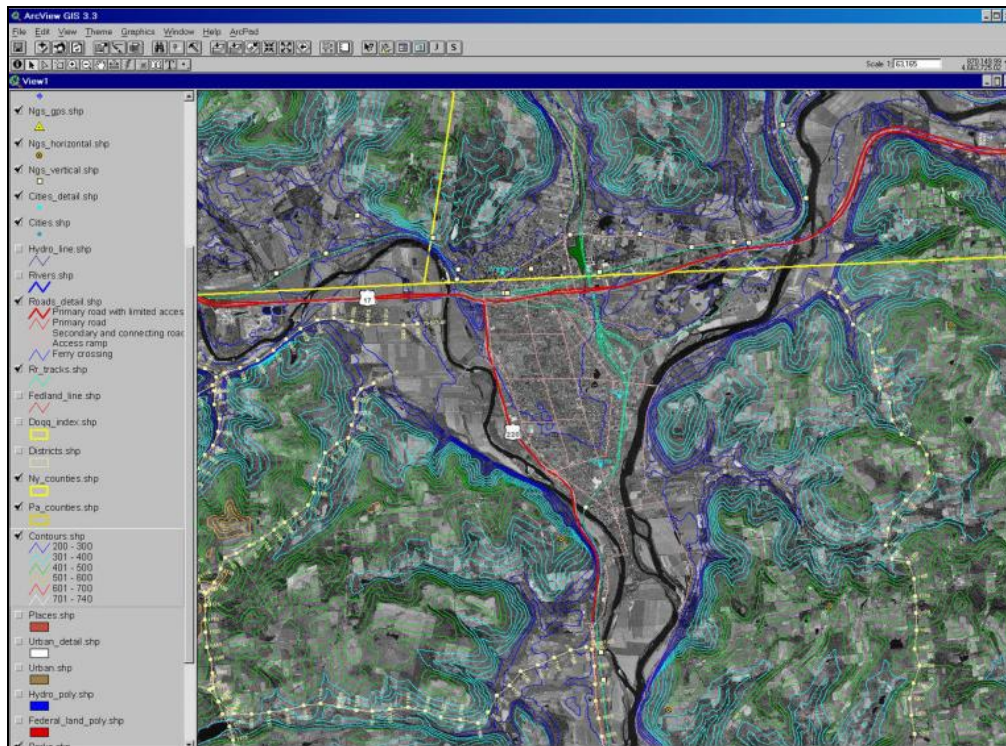 ArcView GIS 3.3
File Edit View Theme Graphics Window Help ArcPad
Scale 1: 63,165
View1
Ngs_gps.shp
Ngs_horizontal.shp
Ngs_vertical.shp
Cities_detail.shp
Cities.shp
Hydro_line.shp
Rivers.shp
Roads_detail.shp
Primary road with limited acces
Primary road
Secondary and connecting road
Access ramp
Ferry crossing
Rr_tracks.shp
Fedland_line.shp
Doqq_index.shp
Districts.shp
Ny_counties.shp
Pa_counties.shp
Contours.shp
200 - 300
301 - 400
401 - 500
501 - 600
601 - 700
701 - 740
Places.shp
Urban_detail.shp
Urban.shp
Hydro_poly.shp
Federal_land_poly.shp
17
220